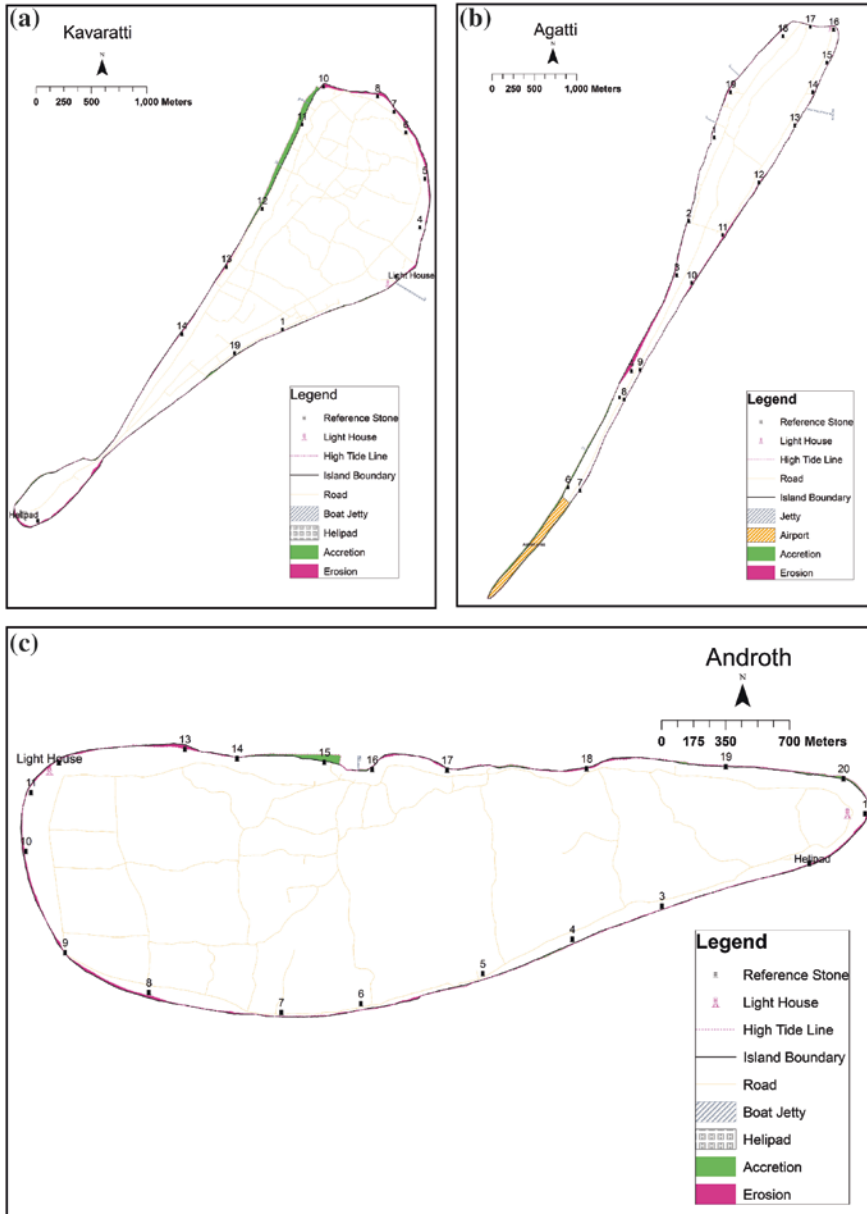 (a)
Kavaratti
N
0 250 500 1,000 Meters
10
8
7
6
11
5
12
4
13
Light House
14
1
19
Helipad
Legend
Reference Stone
Light House
High Tide Line
Island Boundary
Road
Boat Jetty
Helipad
Accretion
Erosion
(b)
Agatti
N
0 250 500 1,000 Meters
17
16
18
15
19
14
13
1
12
2
11
3
10
9
8
6
7
Legend
Reference Stone
Light House
High Tide Line
Road
Island Boundary
Jetty
Airport
Accretion
Erosion
(c)
Androth
N
0 175 350 700 Meters
Light House
13
14
15
16
17
18
19
20
11
1
10
Helipad
3
4
9
5
8
6
7
Legend
Reference Stone
Light House
High Tide Line
Island Boundary
Road
Boat Jetty
Helipad
Accretion
Erosion